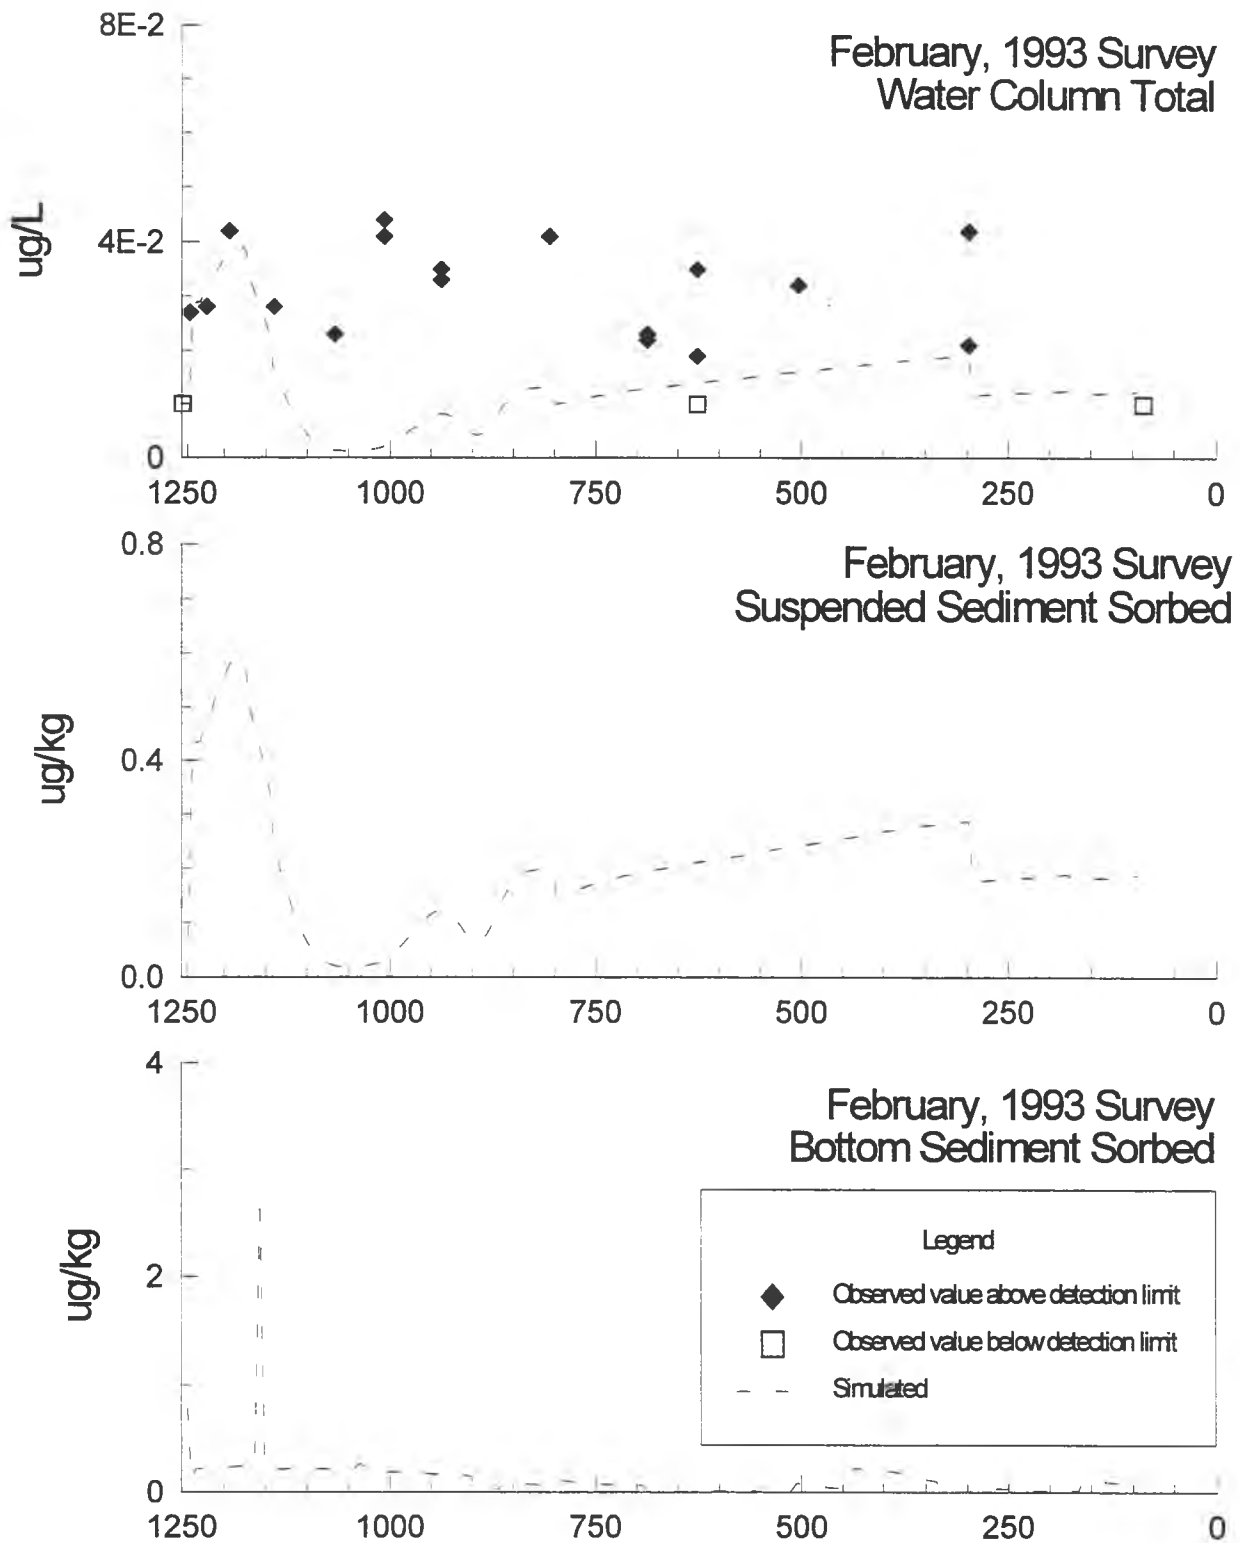 8E-2
February, 1993 Survey
Water Column Total
ug/L
4E-2
0
1250 1000 750 500 250 0
0.8
February, 1993 Survey
Suspended Sediment Sorbed
ug/kg
0.4
0.0
1250 1000 750 500 250 0
4
February, 1993 Survey
Bottom Sediment Sorbed
ug/kg
Legend
2
Observed value above detection limit
Observed value below detection limit
Simulated
0
1250 1000 750 500 250 0